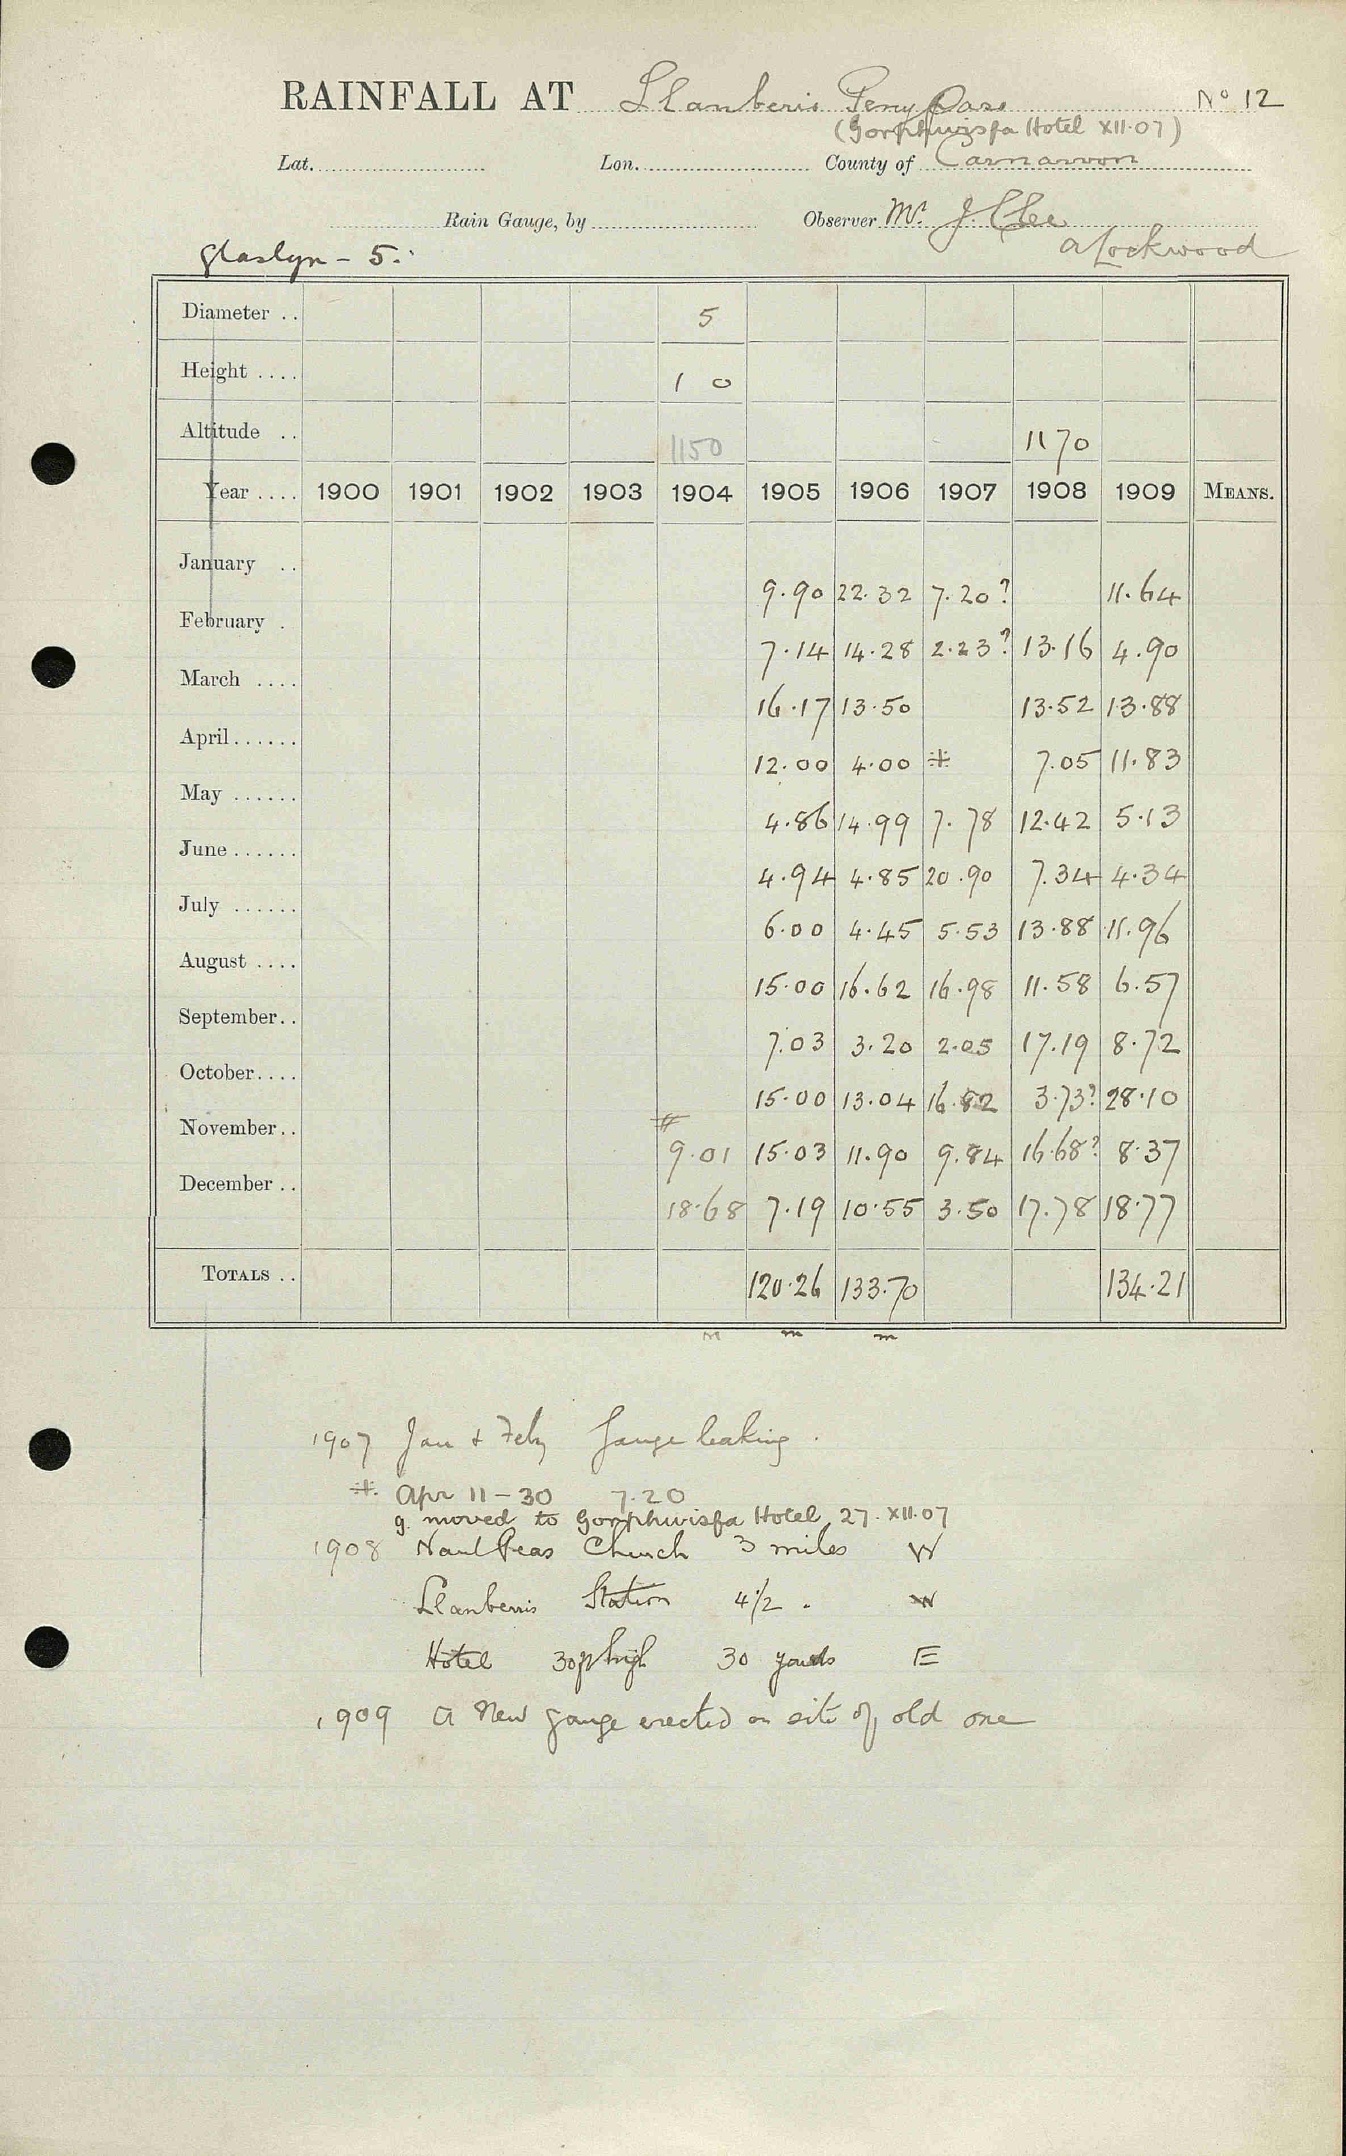 RAINFALL AT Llanberis Peny Pass No 12
(Gorphwisfa Hotel XII.07)
Lat. Lon. County of Carnarvon
Rain Gauge, by Observer Mr. J. Clee
A Lockwood
Glaslyn - 5.
Diameter .. 5
Height .... 1 0
Altitude .. 1150 1170
Year .... 1900 1901 1902 1903 1904 1905 1906 1907 1908 1909 MEANS.
January .. 9.90 22.32 7.20? 11.64
February . 7.14 14.28 2.23? 13.16 4.90
March .... 16.17 13.50 13.52 13.88
April ...... 12.00 4.00 # 7.05 11.83
May ...... 4.86 14.99 7.78 12.42 5.13
June ...... 4.94 4.85 20.90 7.34 4.34
July ...... 6.00 4.45 5.53 13.88 11.96
August .... 15.00 16.62 16.98 11.58 6.57
September .. 7.03 3.20 2.05 17.19 8.72
October .... 15.00 13.04 16.82 3.73? 28.10
November .. # 9.01 15.03 11.90 9.84 16.68? 8.37
December .. 18.68 7.19 10.55 3.50 17.78 18.77
TOTALS .. 120.26 133.70 134.21
m m m
1907 Jan & Feby Gauge leaking.
#. Apr 11-30 7.20
g. moved to Gorphwisfa Hotel 27.XII.07
1908 Nant Peas Church 3 miles W
Llanberris Station 4½ . W
Hotel 30ft high 30 yards E
1909 A New gauge erected on site of old one